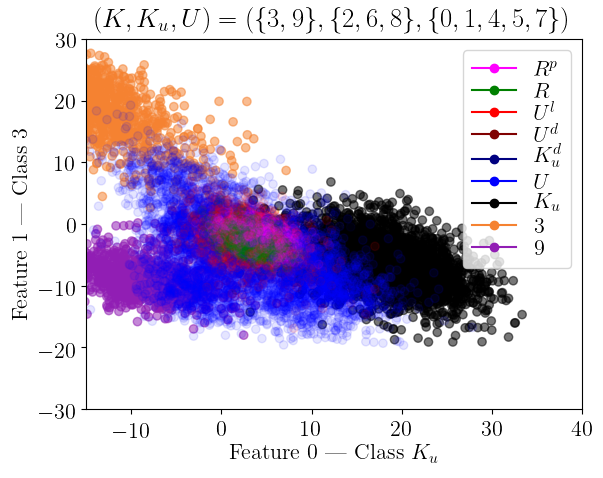 (K, K_u, U) = ({3, 9}, {2, 6, 8}, {0, 1, 4, 5, 7})
30
20
10
0
−10
−20
−30
Feature 1 — Class 3
R^p
R
U^l
U^d
K_u^d
U
K_u
3
9
−10
0
10
20
30
40
Feature 0 — Class K_u